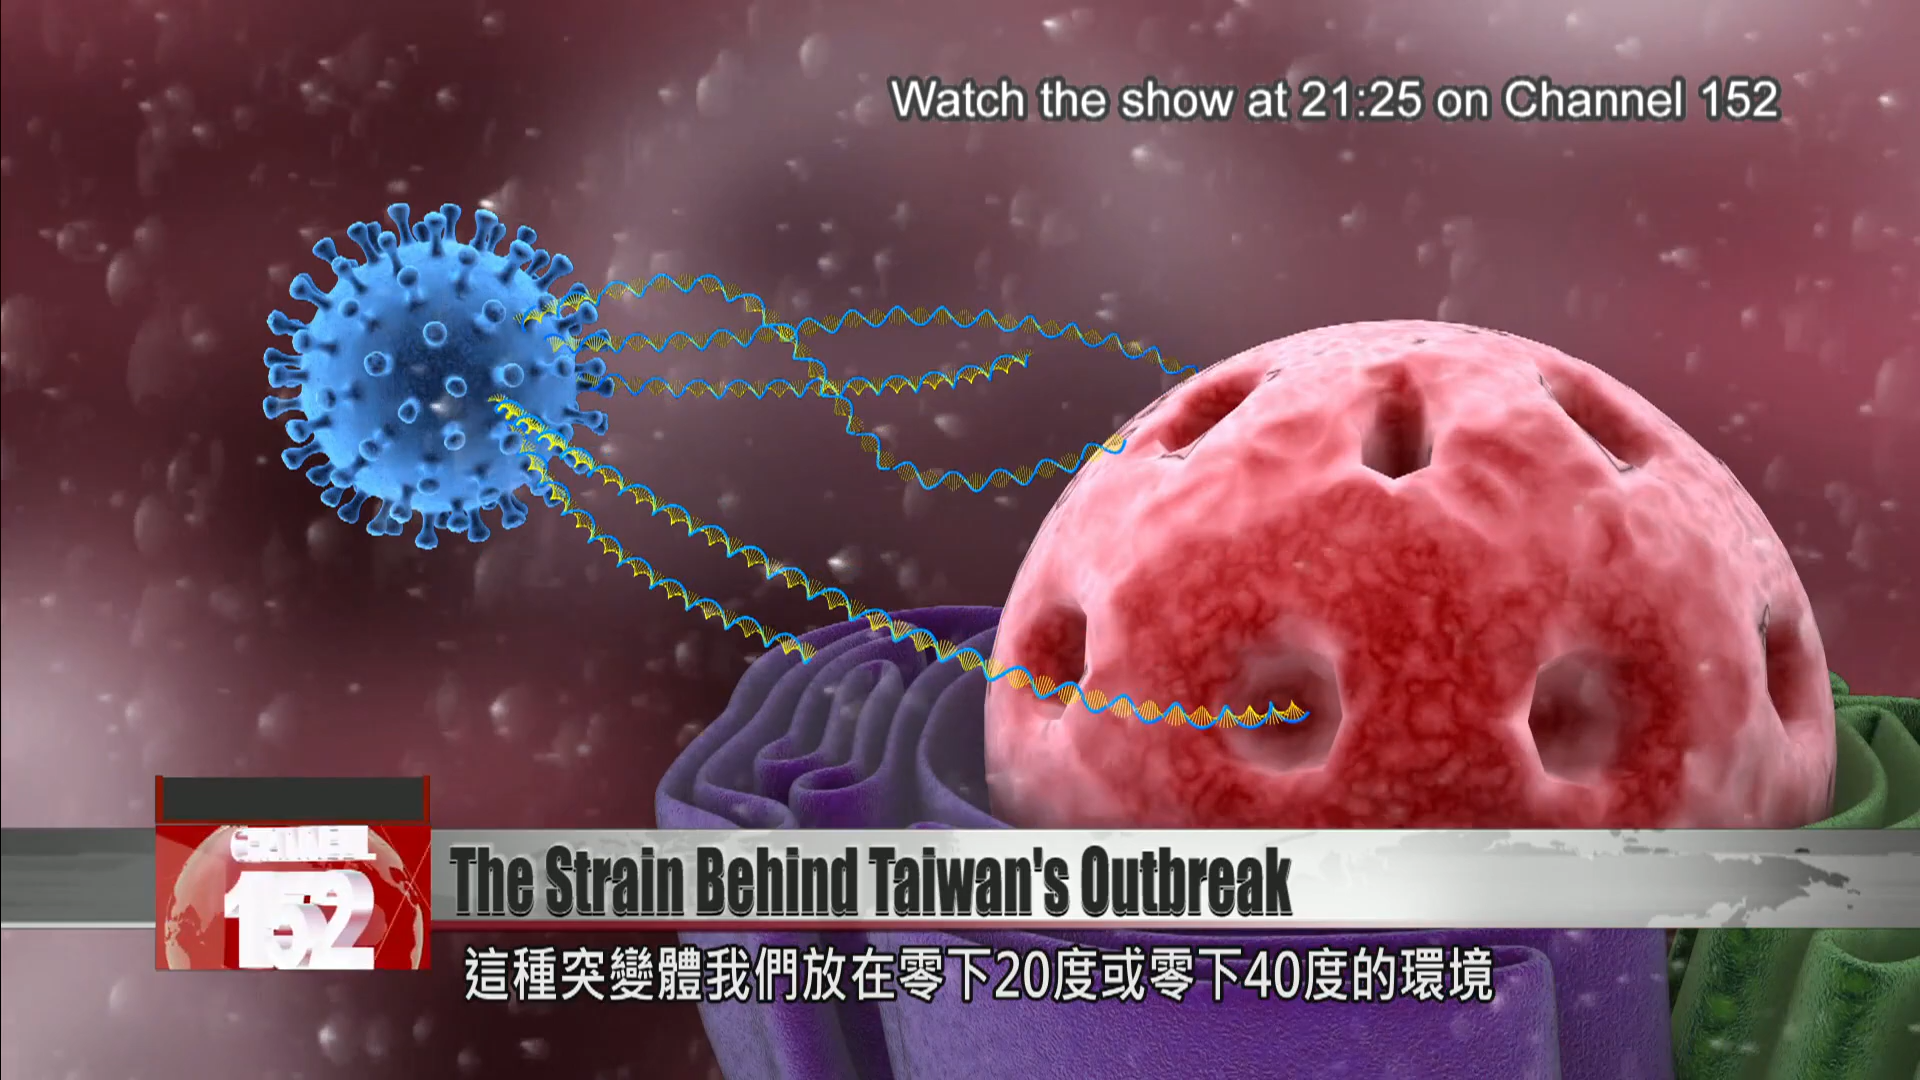 Watch the show at 21:25 on Channel 152
CHANNEL
152
The Strain Behind Taiwan's Outbreak
這種突變體我們放在零下20度或零下40度的環境